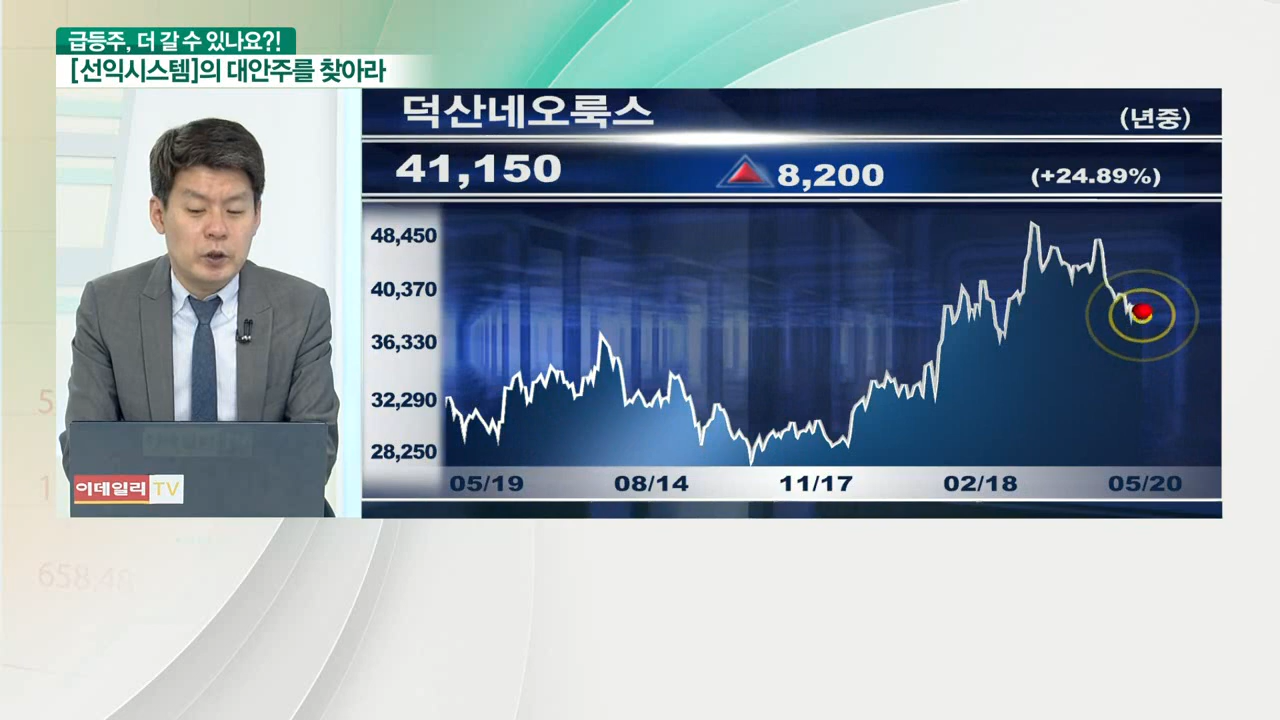 급등주, 더 갈 수 있나요?!
[선익시스템]의 대안주를 찾아라
덕산네오룩스
(년중)
41,150
8,200
(+24.89%)
48,450
40,370
36,330
32,290
28,250
05/19
08/14
11/17
02/18
05/20
이데일리 TV
658.48